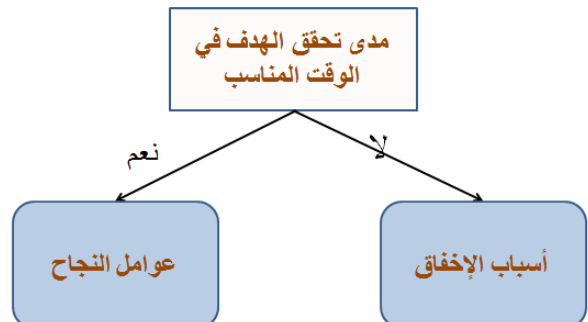 مدى تحقق الهدف في
الوقت المناسب
لا
نعم
أسباب الإخفاق
عوامل النجاح